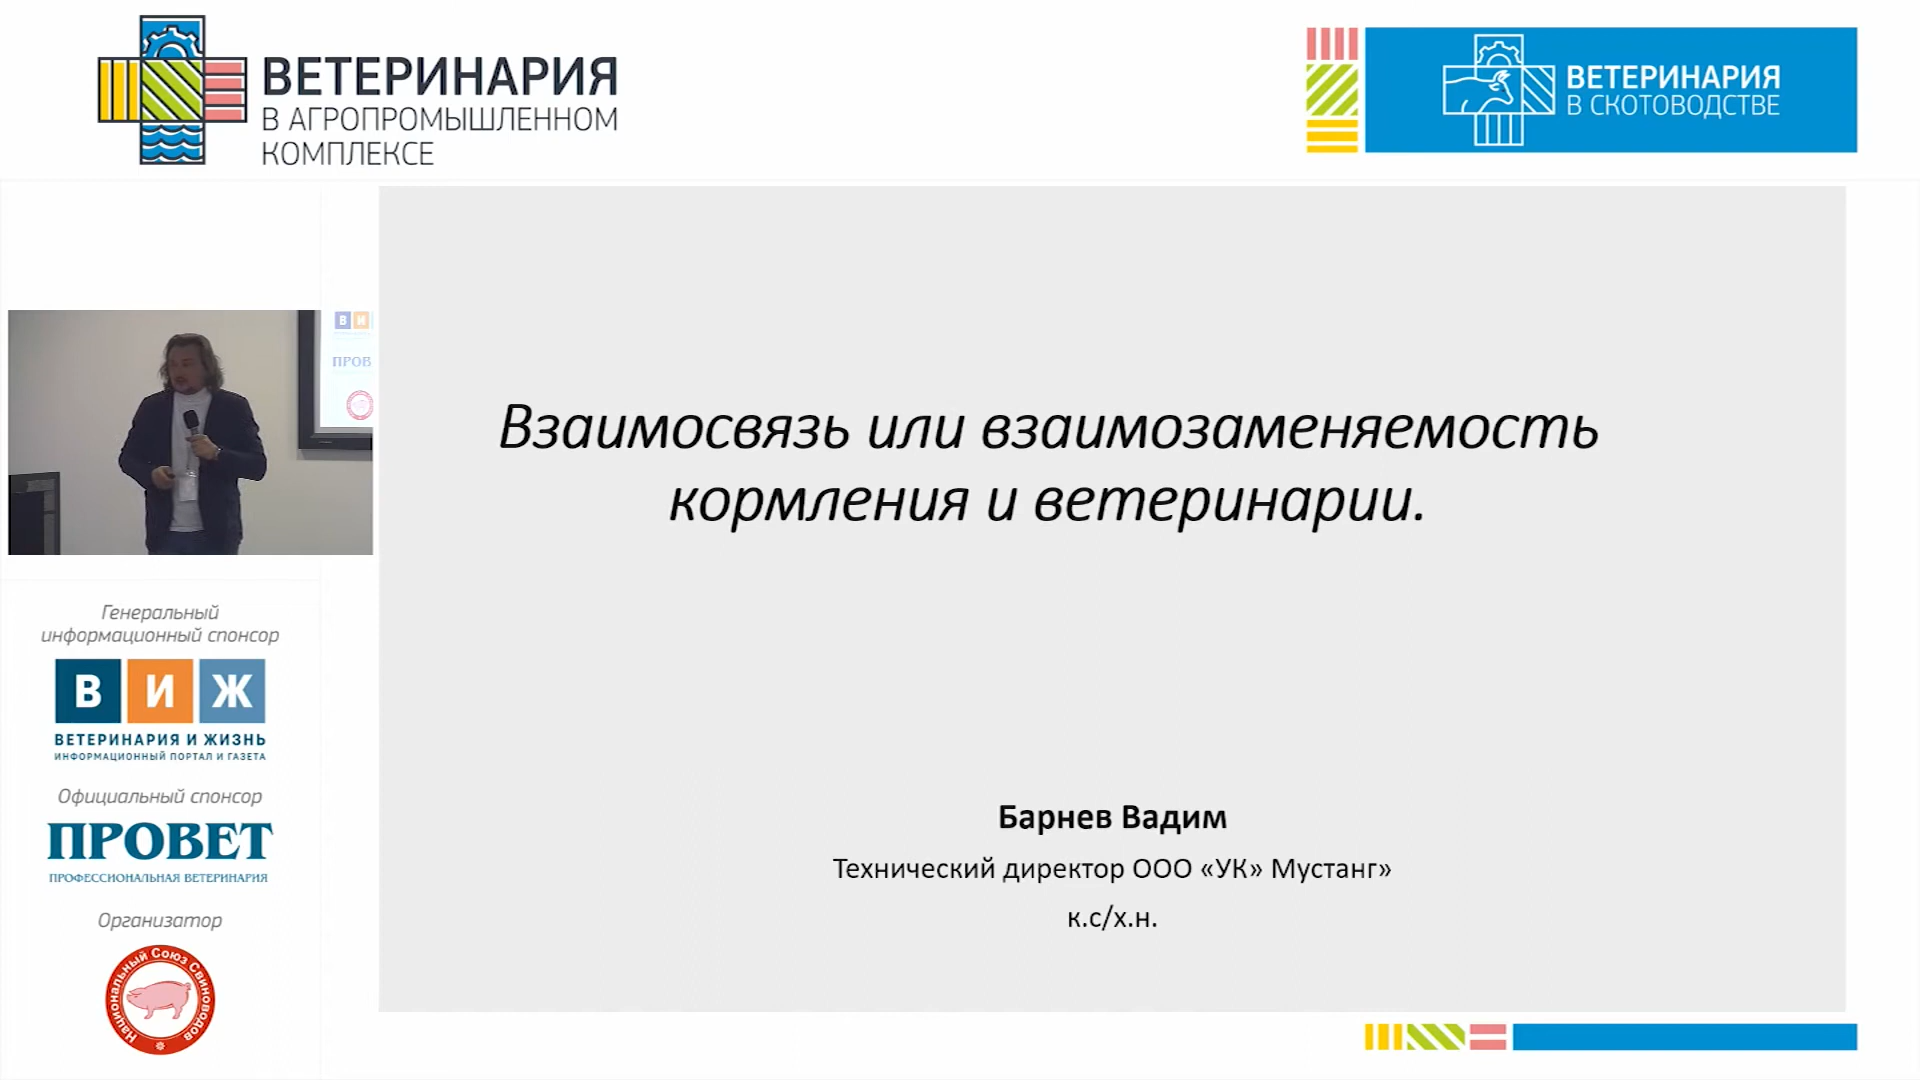 ВЕТЕРИНАРИЯ
В АГРОПРОМЫШЛЕННОМ
КОМПЛЕКСЕ
ВЕТЕРИНАРИЯ
В СКОТОВОДСТВЕ
В И
ПРОВ
Взаимосвязь или взаимозаменяемость
кормления и ветеринарии.
Барнев Вадим
Технический директор ООО «УК» Мустанг»
к.с/х.н.
Генеральный
информационный спонсор
В И Ж
ВЕТЕРИНАРИЯ И ЖИЗНЬ
ИНФОРМАЦИОННЫЙ ПОРТАЛ И ГАЗЕТА
Официальный спонсор
ПРОВЕТ
ПРОФЕССИОНАЛЬНАЯ ВЕТЕРИНАРИЯ
Организатор
Национальный Союз Свиноводов